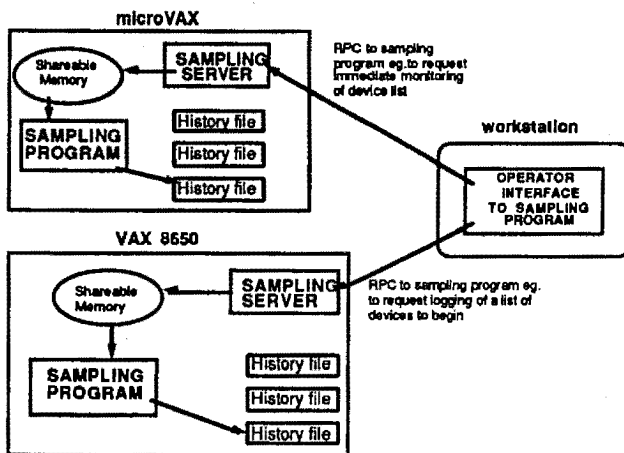 microVAX
SAMPLING
SERVER
Shareable
Memory
SAMPLING
PROGRAM
History file
History file
History file
RPC to sampling
program eg.to request
immediate monitoring
of device list
workstation
OPERATOR
INTERFACE
TO SAMPLING
PROGRAM
VAX 8650
SAMPLING
SERVER
Shareable
Memory
SAMPLING
PROGRAM
History file
History file
History file
RPC to sampling program eg.
to request logging of a list of
devices to begin